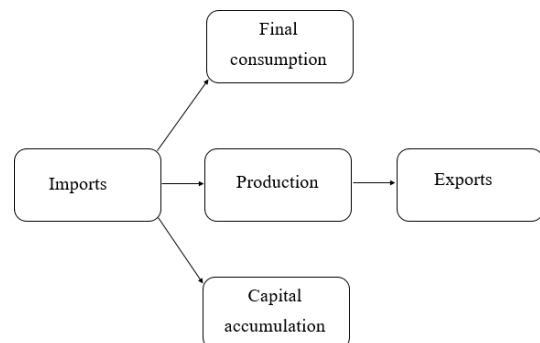 Final
consumption
Imports
Production
Exports
Capital
accumulation